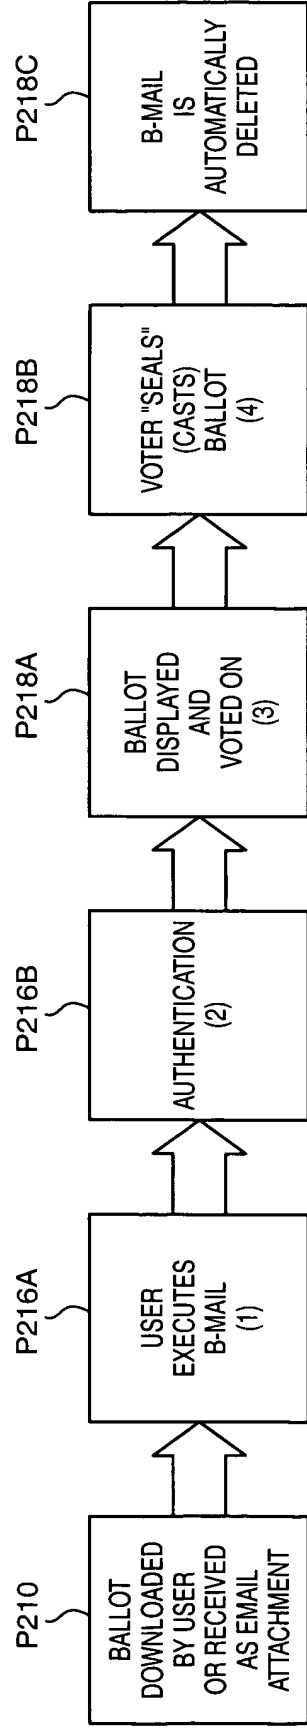 P210
BALLOT
DOWNLOADED
BY USER
OR RECEIVED
AS EMAIL
ATTACHMENT
P216A
USER
EXECUTES
B-MAIL
(1)
P216B
AUTHENTICATION
(2)
P218A
BALLOT
DISPLAYED
AND
VOTED ON
(3)
P218B
VOTER "SEALS"
(CASTS)
BALLOT
(4)
P218C
B-MAIL
IS
AUTOMATICALLY
DELETED